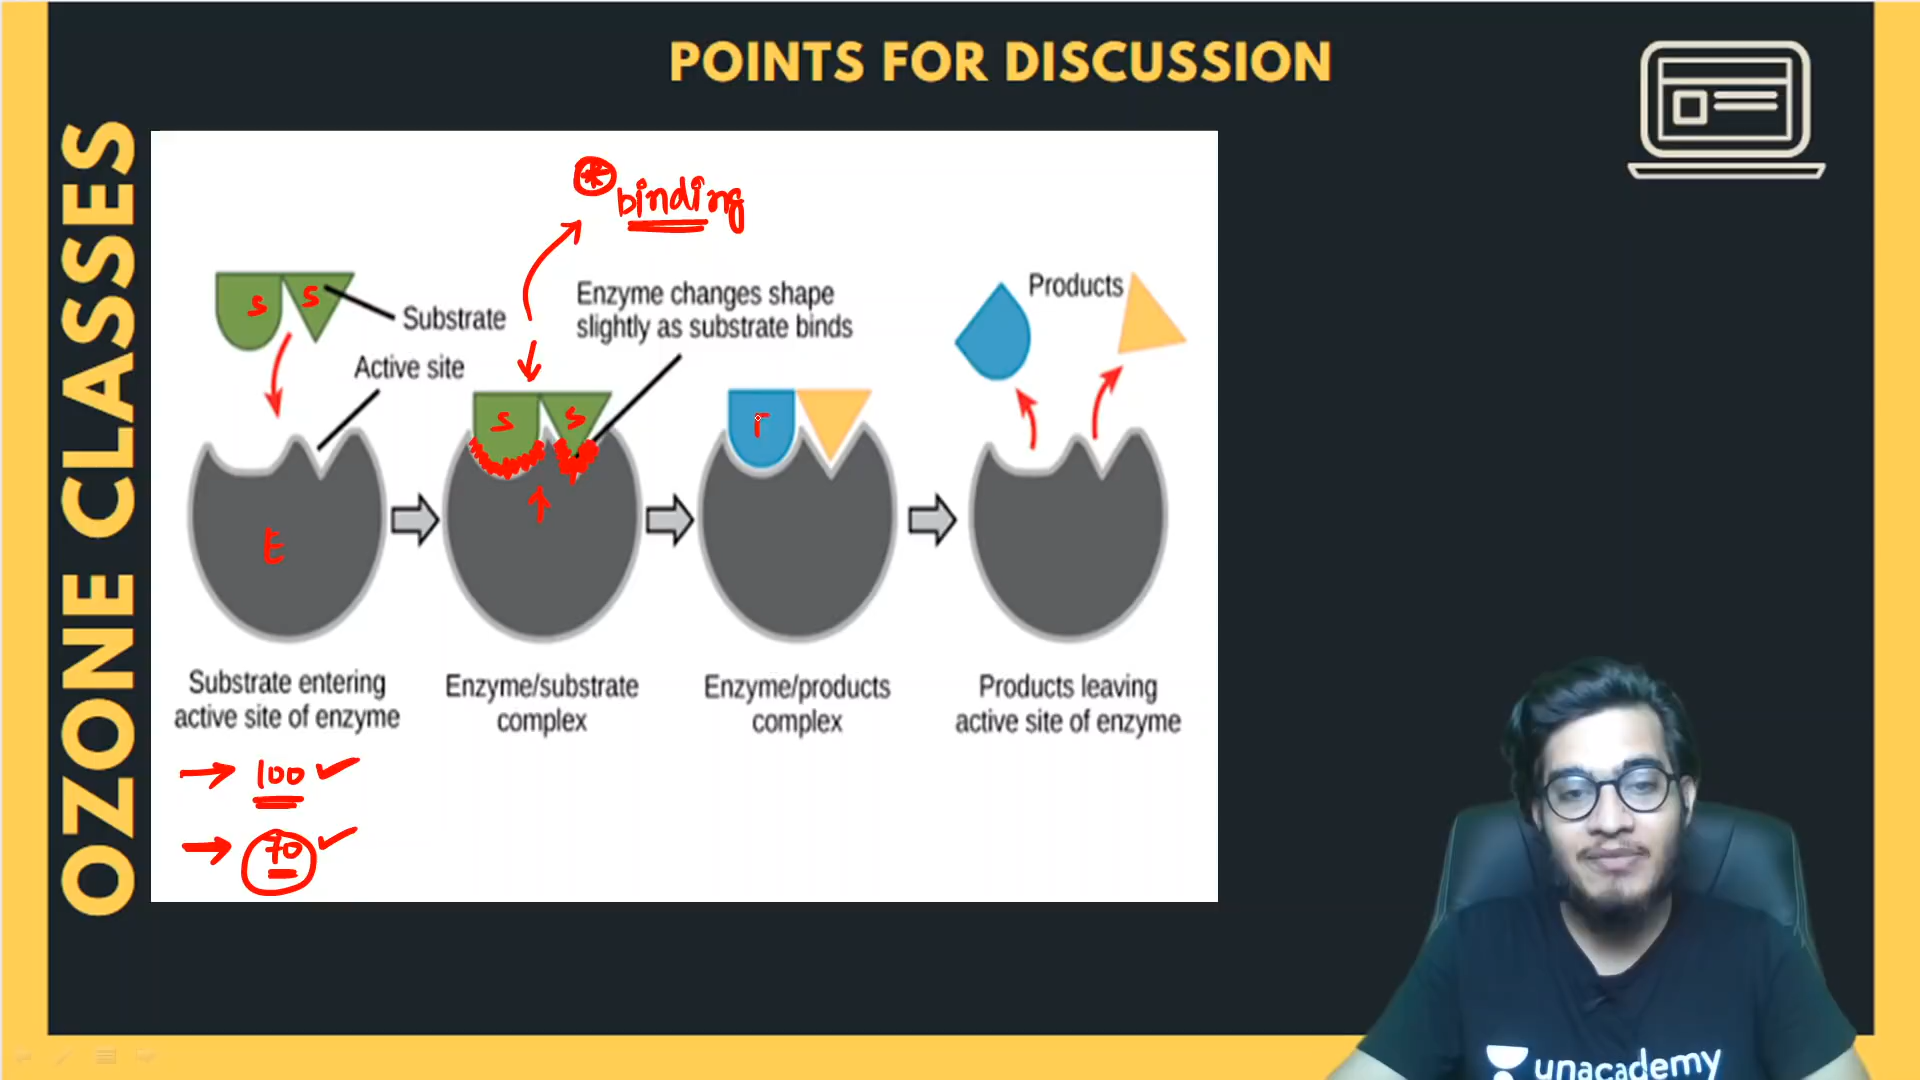 POINTS FOR DISCUSSION
OZONE CLASSES
binding
Substrate
Active site
Enzyme changes shape
slightly as substrate binds
Products
S S
S S
E
Substrate entering
active site of enzyme
Enzyme/substrate
complex
Enzyme/products
complex
Products leaving
active site of enzyme
100
70
unacademy